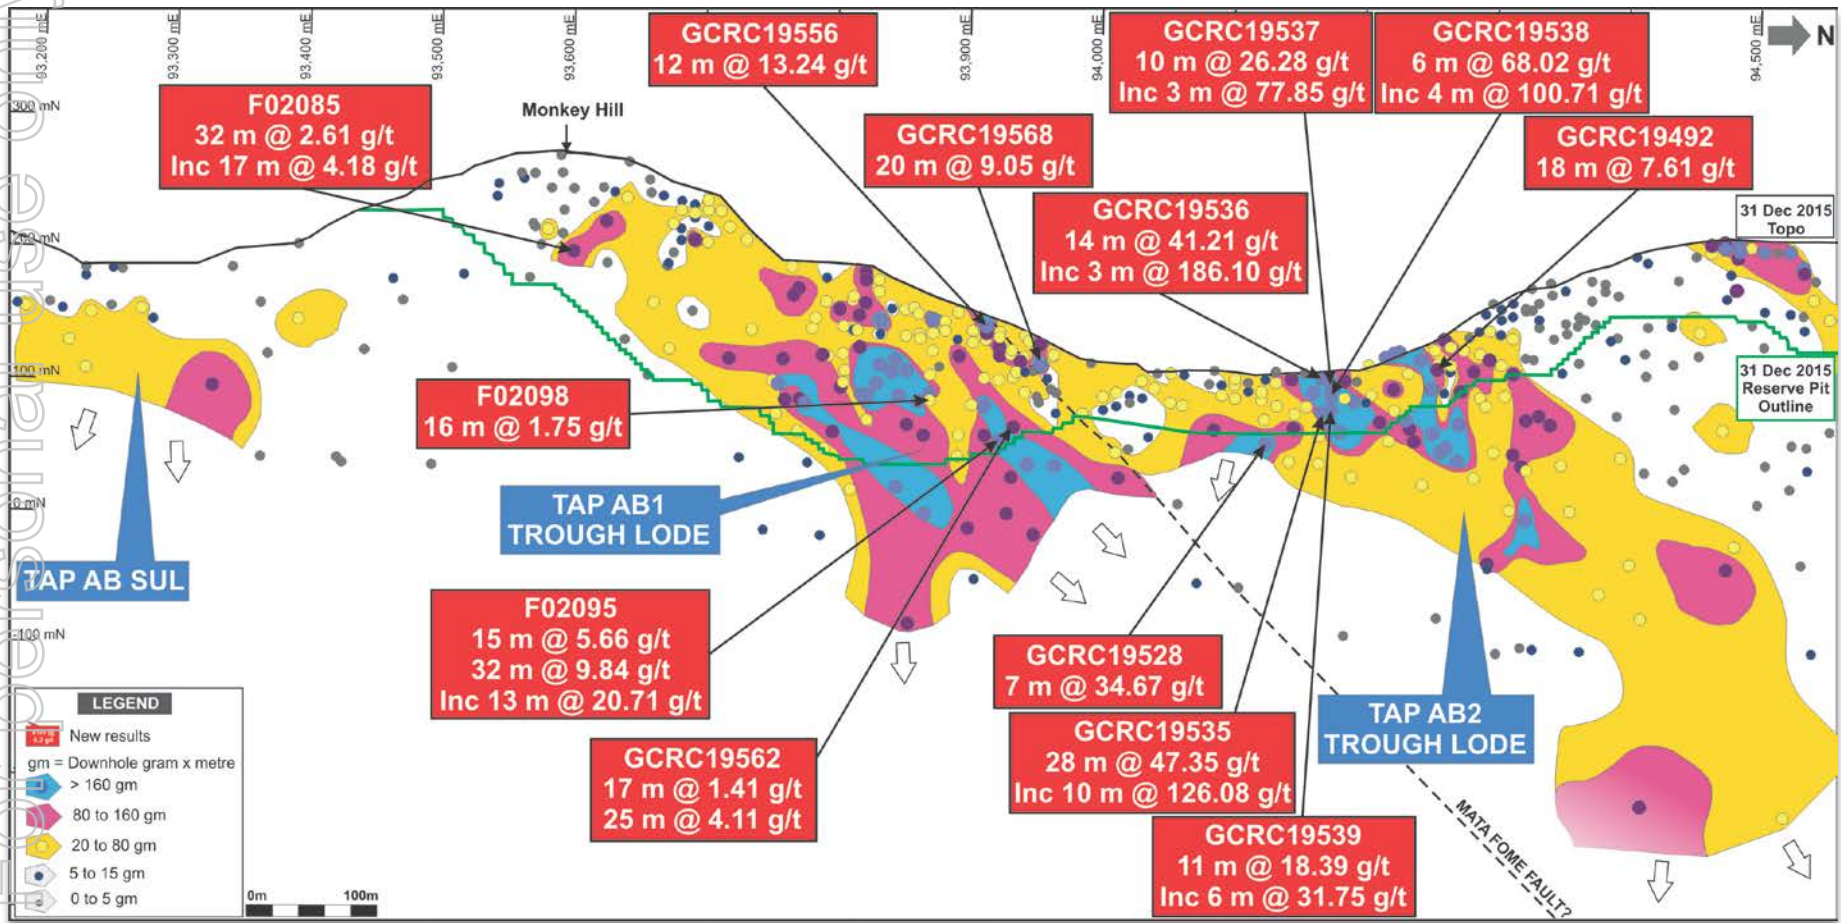 93,200 mE
93,300 mE
93,400 mE
93,500 mE
93,600 mE
93,900 mE
94,000 mE
94,500 mE
N
GCRC19556
12 m @ 13.24 g/t
GCRC19537
10 m @ 26.28 g/t
Inc 3 m @ 77.85 g/t
GCRC19538
6 m @ 68.02 g/t
Inc 4 m @ 100.71 g/t
F02085
32 m @ 2.61 g/t
Inc 17 m @ 4.18 g/t
Monkey Hill
GCRC19568
20 m @ 9.05 g/t
GCRC19492
18 m @ 7.61 g/t
GCRC19536
14 m @ 41.21 g/t
Inc 3 m @ 186.10 g/t
31 Dec 2015
Topo
300 mN
200 mN
100 mN
0 mN
-100 mN
31 Dec 2015
Reserve Pit
Outline
F02098
16 m @ 1.75 g/t
TAP AB1
TROUGH LODE
TAP AB SUL
F02095
15 m @ 5.66 g/t
32 m @ 9.84 g/t
Inc 13 m @ 20.71 g/t
GCRC19528
7 m @ 34.67 g/t
TAP AB2
TROUGH LODE
GCRC19562
17 m @ 1.41 g/t
25 m @ 4.11 g/t
GCRC19535
28 m @ 47.35 g/t
Inc 10 m @ 126.08 g/t
GCRC19539
11 m @ 18.39 g/t
Inc 6 m @ 31.75 g/t
MATA FOME FAULT?
LEGEND
New results
gm = Downhole gram x metre
> 160 gm
80 to 160 gm
20 to 80 gm
5 to 15 gm
0 to 5 gm
0m 100m
For personal use only